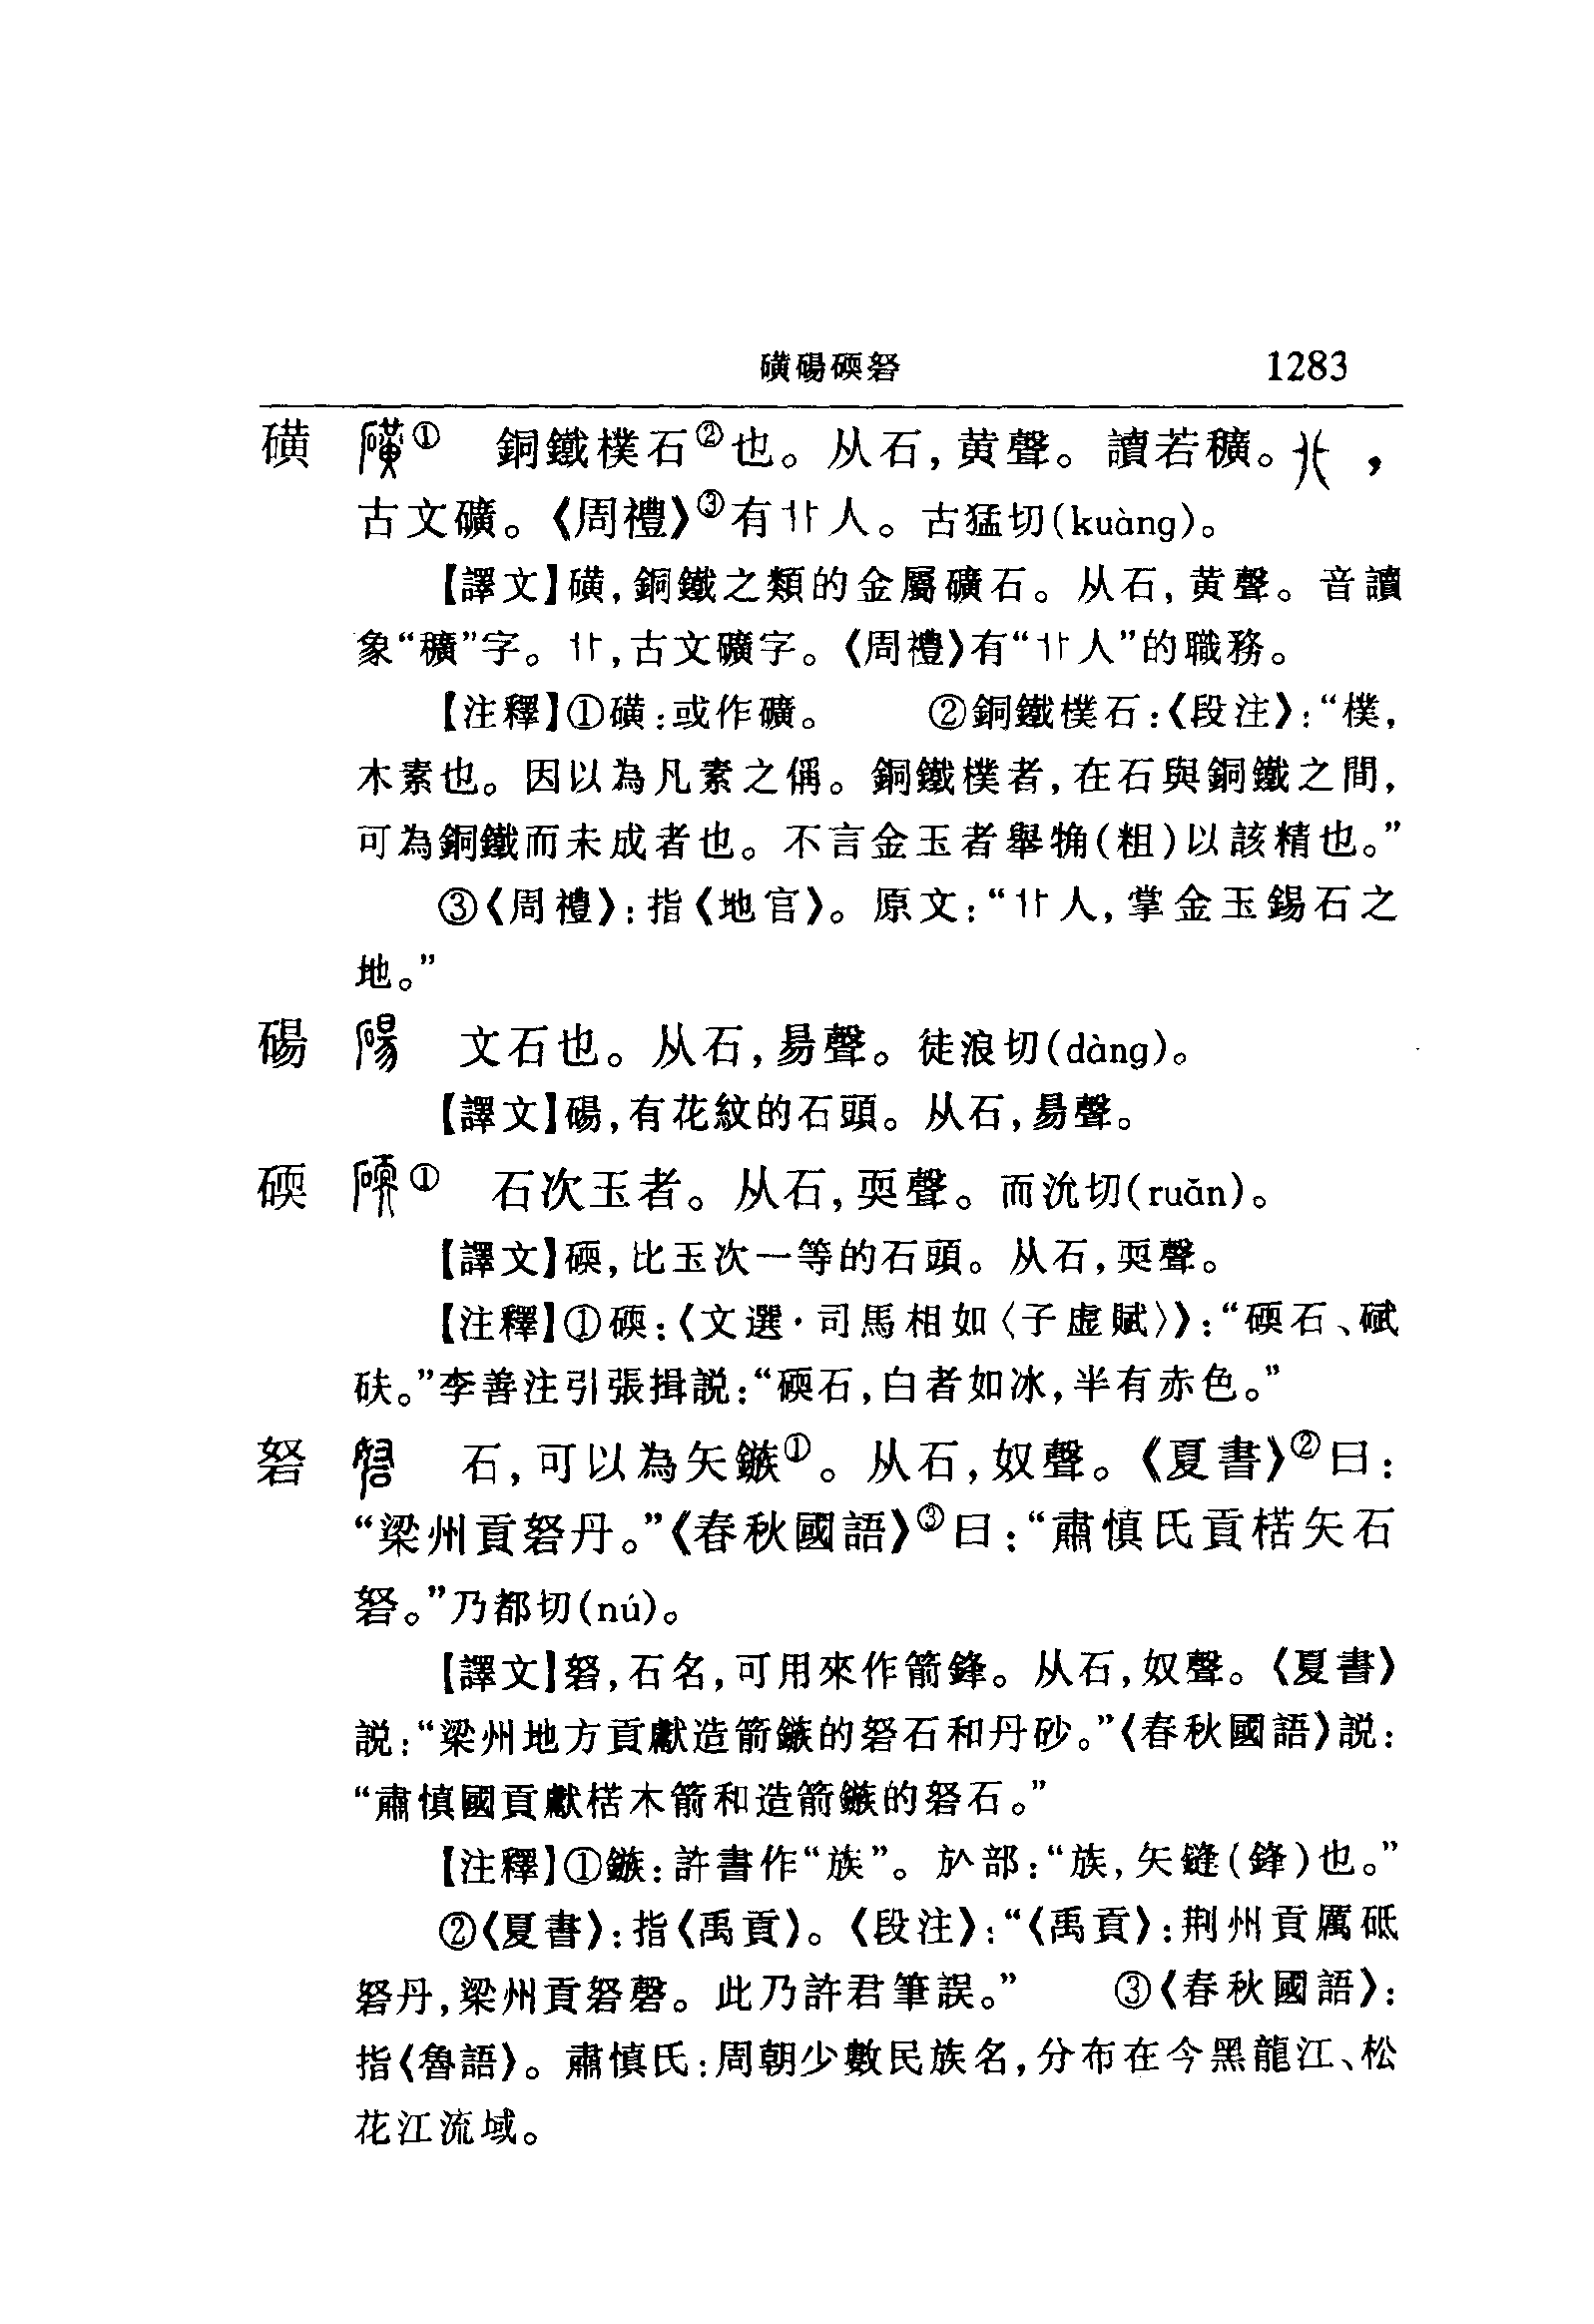 磺碭碝砮 1283
磺 ① 銅鐵樸石②也。从石，黄聲。讀若穬。，
古文礦。《周禮》③有卝人。古猛切(kuàng)。
【譯文】磺，銅鐵之類的金屬礦石。从石，黄聲。音讀
象“穬”字。卝，古文礦字。《周禮》有“卝人”的職務。
【注釋】①磺：或作礦。 ②銅鐵樸石：《段注》：“樸，
木素也。因以為凡素之偁。銅鐵樸者，在石與銅鐵之間，
可為銅鐵而未成者也。不言金玉者舉觕(粗)以該精也。”
③《周禮》：指《地官》。原文：“卝人，掌金玉錫石之
地。”
碭 文石也。从石，昜聲。徒浪切(dàng)。
【譯文】碭，有花紋的石頭。从石，昜聲。
碝 ① 石次玉者。从石，耎聲。而沇切(ruǎn)。
【譯文】碝，比玉次一等的石頭。从石，耎聲。
【注釋】①碝：《文選·司馬相如〈子虛賦〉》：“碝石、碔
砆。”李善注引張揖説：“碝石，白者如冰，半有赤色。”
砮 石，可以為矢鏃①。从石，奴聲。《夏書》②曰：
“梁州貢砮丹。”《春秋國語》③曰：“肅慎氏貢楛矢石
砮。”乃都切(nú)。
【譯文】砮，石名，可用來作箭鋒。从石，奴聲。《夏書》
説：“梁州地方貢獻造箭鏃的砮石和丹砂。”《春秋國語》説：
“肅慎國貢獻楛木箭和造箭鏃的砮石。”
【注釋】①鏃：許書作“族”。㫃部：“族，矢鏠(鋒)也。”
②《夏書》：指《禹貢》。《段注》：“《禹貢》：荆州貢厲砥
砮丹，梁州貢砮磬。此乃許君筆誤。” ③《春秋國語》：
指《魯語》。肅慎氏：周朝少數民族名，分布在今黑龍江、松
花江流域。